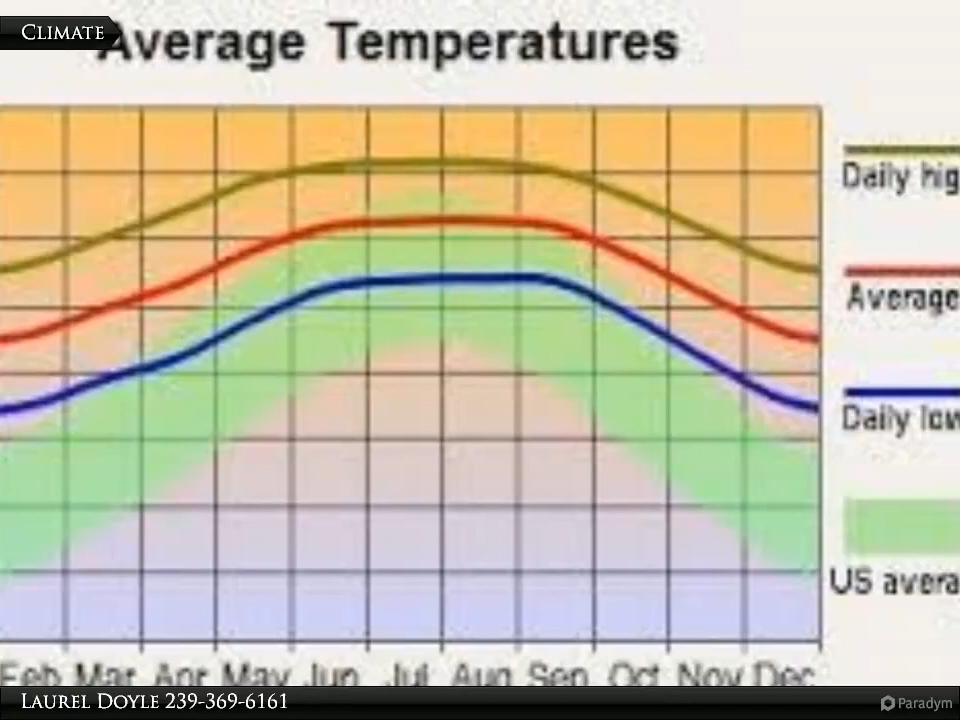 CLIMATE
Average Temperatures
Daily hig
Average
Daily low
US avera
Feb Mar Apr May Jun Jul Aug Sep Oct Nov Dec
LAUREL DOYLE 239-369-6161
Paradym